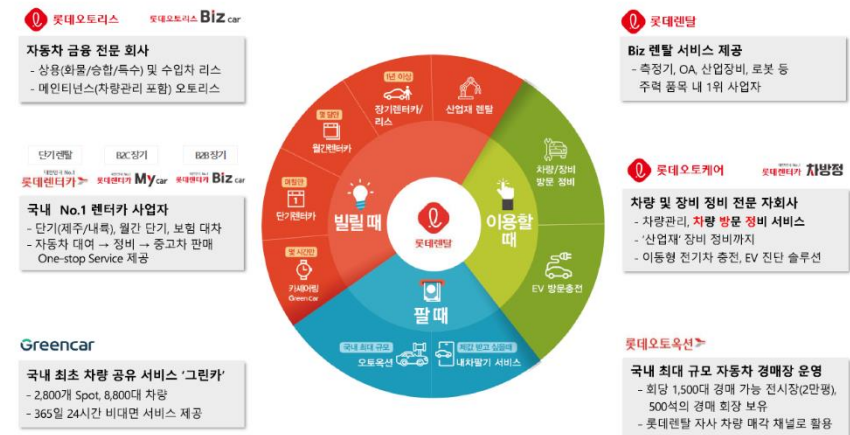 롯데오토리스 롯데오토리스 Biz car
자동차 금융 전문 회사
- 상용(화물/승합/특수) 및 수입차 리스
- 메인티넌스(차량관리 포함) 오토리스
단기렌탈 B2C장기 B2B장기
롯데렌터카 롯데렌터카 My car 롯데렌터카 Biz car
국내 No.1 렌터카 사업자
- 단기(제주/내륙), 월간 단기, 보험 대차
- 자동차 대여 → 정비 → 중고차 판매
One-stop Service 제공
Greencar
국내 최초 차량 공유 서비스 '그린카'
- 2,800개 Spot, 8,800대 차량
- 365일 24시간 비대면 서비스 제공
1년 이상
장기렌터카/
리스
산업재 렌탈
월간렌터카
단기렌터카
몇 시간만
카셰어링
Greencar
빌릴 때
롯데렌탈
이용할
때
차량/장비
방문 정비
EV 방문충전
팔 때
국내 최대 규모
오토옥션
제값 받고 싶을때
내차팔기 서비스
롯데렌탈
Biz 렌탈 서비스 제공
- 측정기, OA, 산업장비, 로봇 등
주력 품목 내 1위 사업자
롯데오토케어 롯데렌터카 차방정
차량 및 장비 정비 전문 자회사
- 차량관리, 차량 방문 정비 서비스
- '산업재' 장비 정비까지
- 이동형 전기차 충전, EV 진단 솔루션
롯데오토옥션
국내 최대 규모 자동차 경매장 운영
- 회당 1,500대 경매 가능 전시장(2만평),
500석의 경매 회장 보유
- 롯데렌탈 자사 차량 매각 채널로 활용